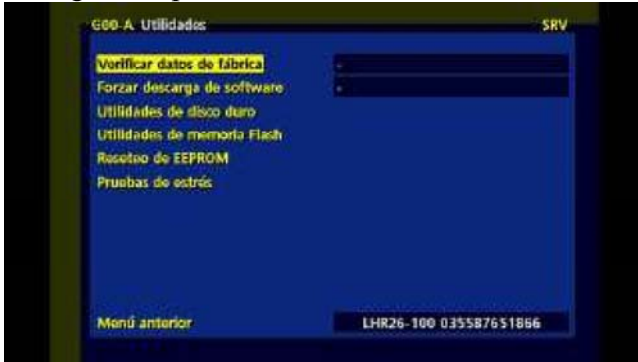 G00-A Utilidades SRV
Verificar datos de fábrica -
Forzar descarga de software -
Utilidades de disco duro
Utilidades de memoria Flash
Reseteo de EEPROM
Pruebas de estrés
Menú anterior LHR26-100 035587651866